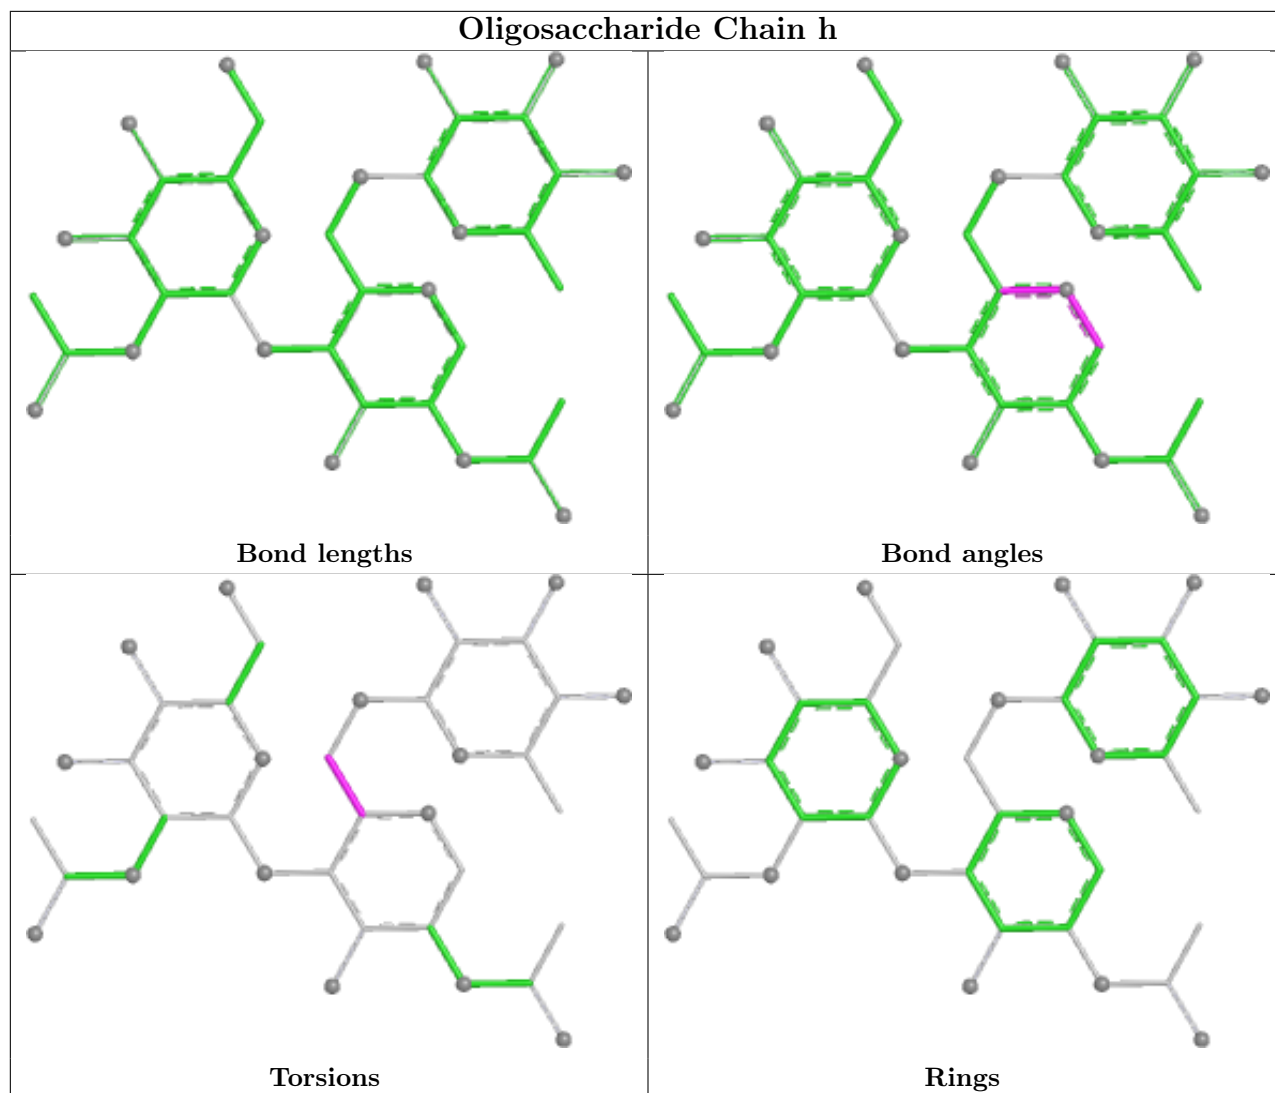 Oligosaccharide Chain h
Bond lengths
Bond angles
Torsions
Rings